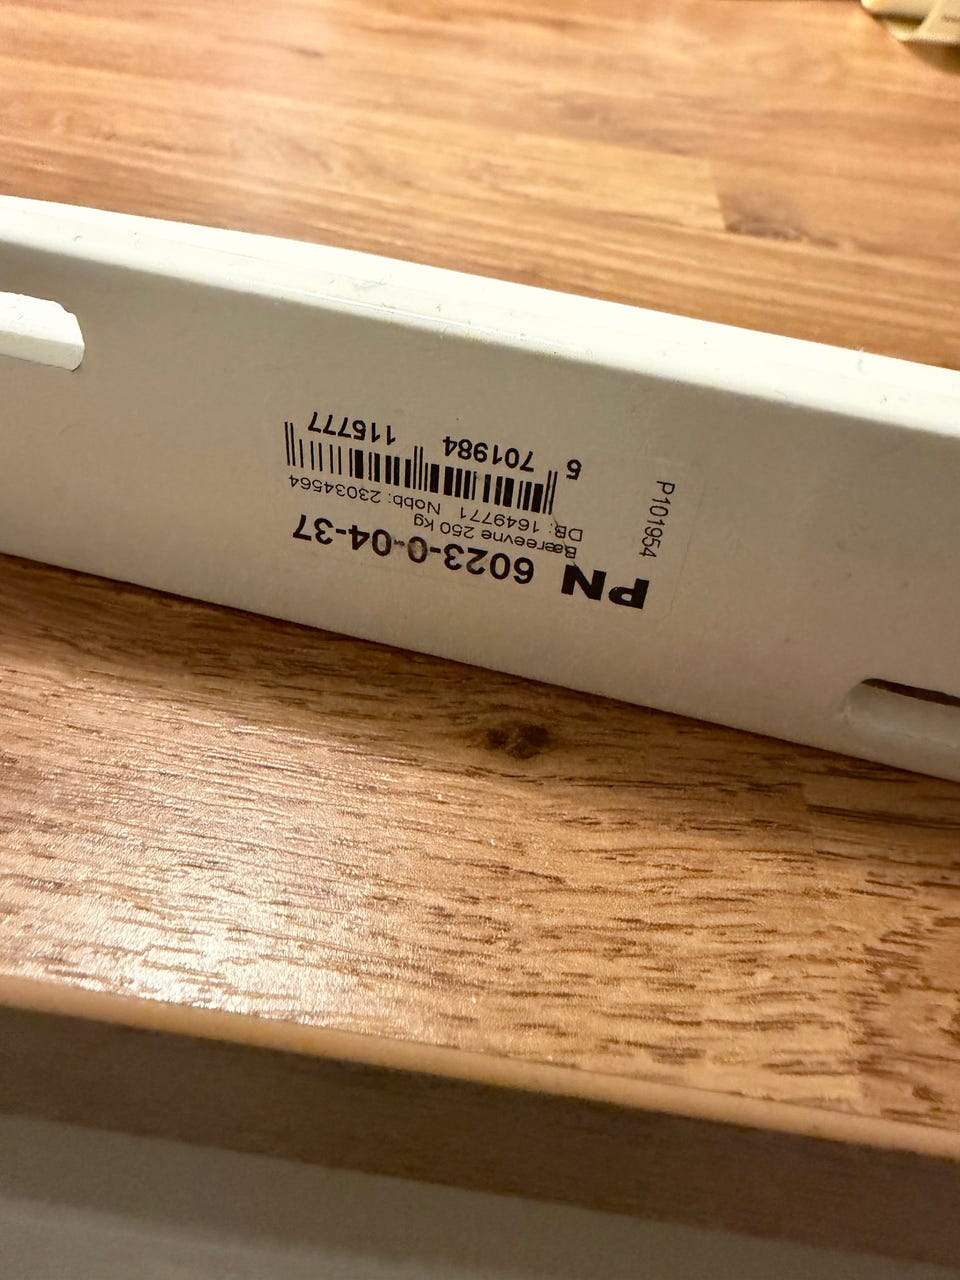 PN 6023-0-04-37
Bæreevne 250 kg
DB: 1649771 Nobb: 23034564
5 701984 115777
P101954